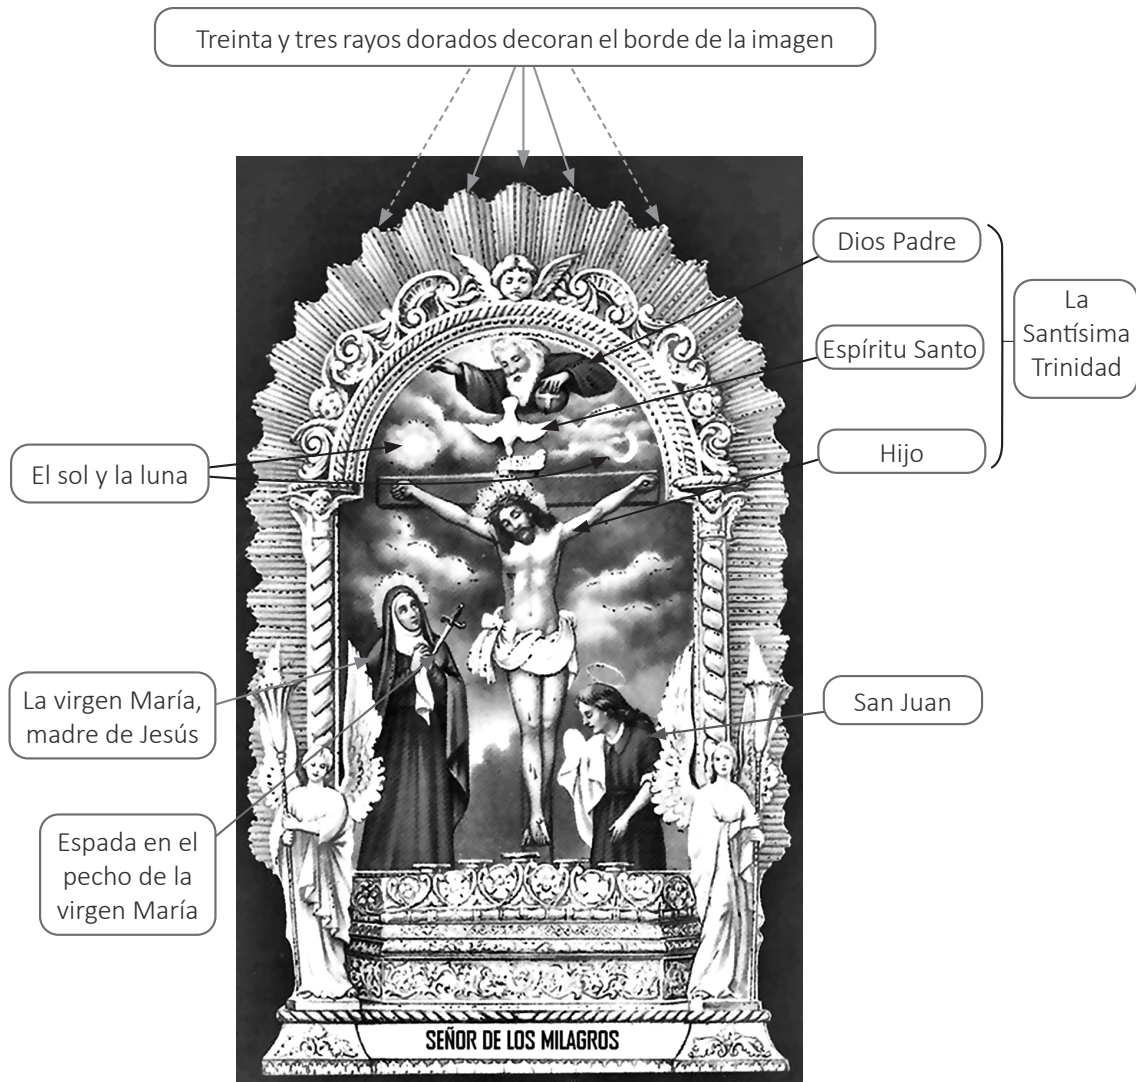 Treinta y tres rayos dorados decoran el borde de la imagen
Dios Padre
Espíritu Santo
Hijo
La
Santísima
Trinidad
El sol y la luna
La virgen María,
madre de Jesús
San Juan
Espada en el
pecho de la
virgen María
SEÑOR DE LOS MILAGROS